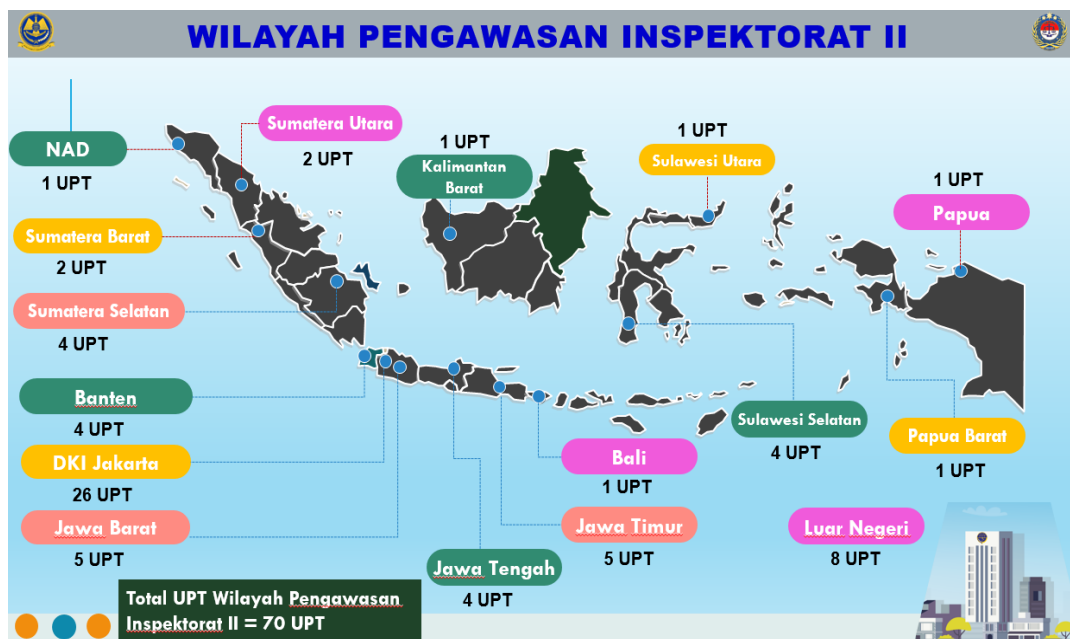 WILAYAH PENGAWASAN INSPEKTORAT II
NAD
1 UPT
Sumatera Utara
2 UPT
1 UPT
Kalimantan
Barat
1 UPT
Sulawesi Utara
1 UPT
Papua
Sumatera Barat
2 UPT
Sumatera Selatan
4 UPT
Banten
4 UPT
DKI Jakarta
26 UPT
Jawa Barat
5 UPT
Jawa Tengah
4 UPT
Bali
1 UPT
Jawa Timur
5 UPT
Sulawesi Selatan
4 UPT
Papua Barat
1 UPT
Luar Negeri
8 UPT
Total UPT Wilayah Pengawasan
Inspektorat II = 70 UPT